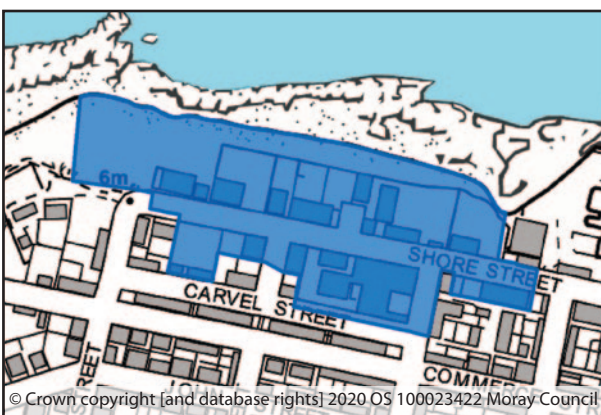 6m
SHORE STREET
CARVEL STREET
COMMERCE
© Crown copyright [and database rights] 2020 OS 100023422 Moray Council